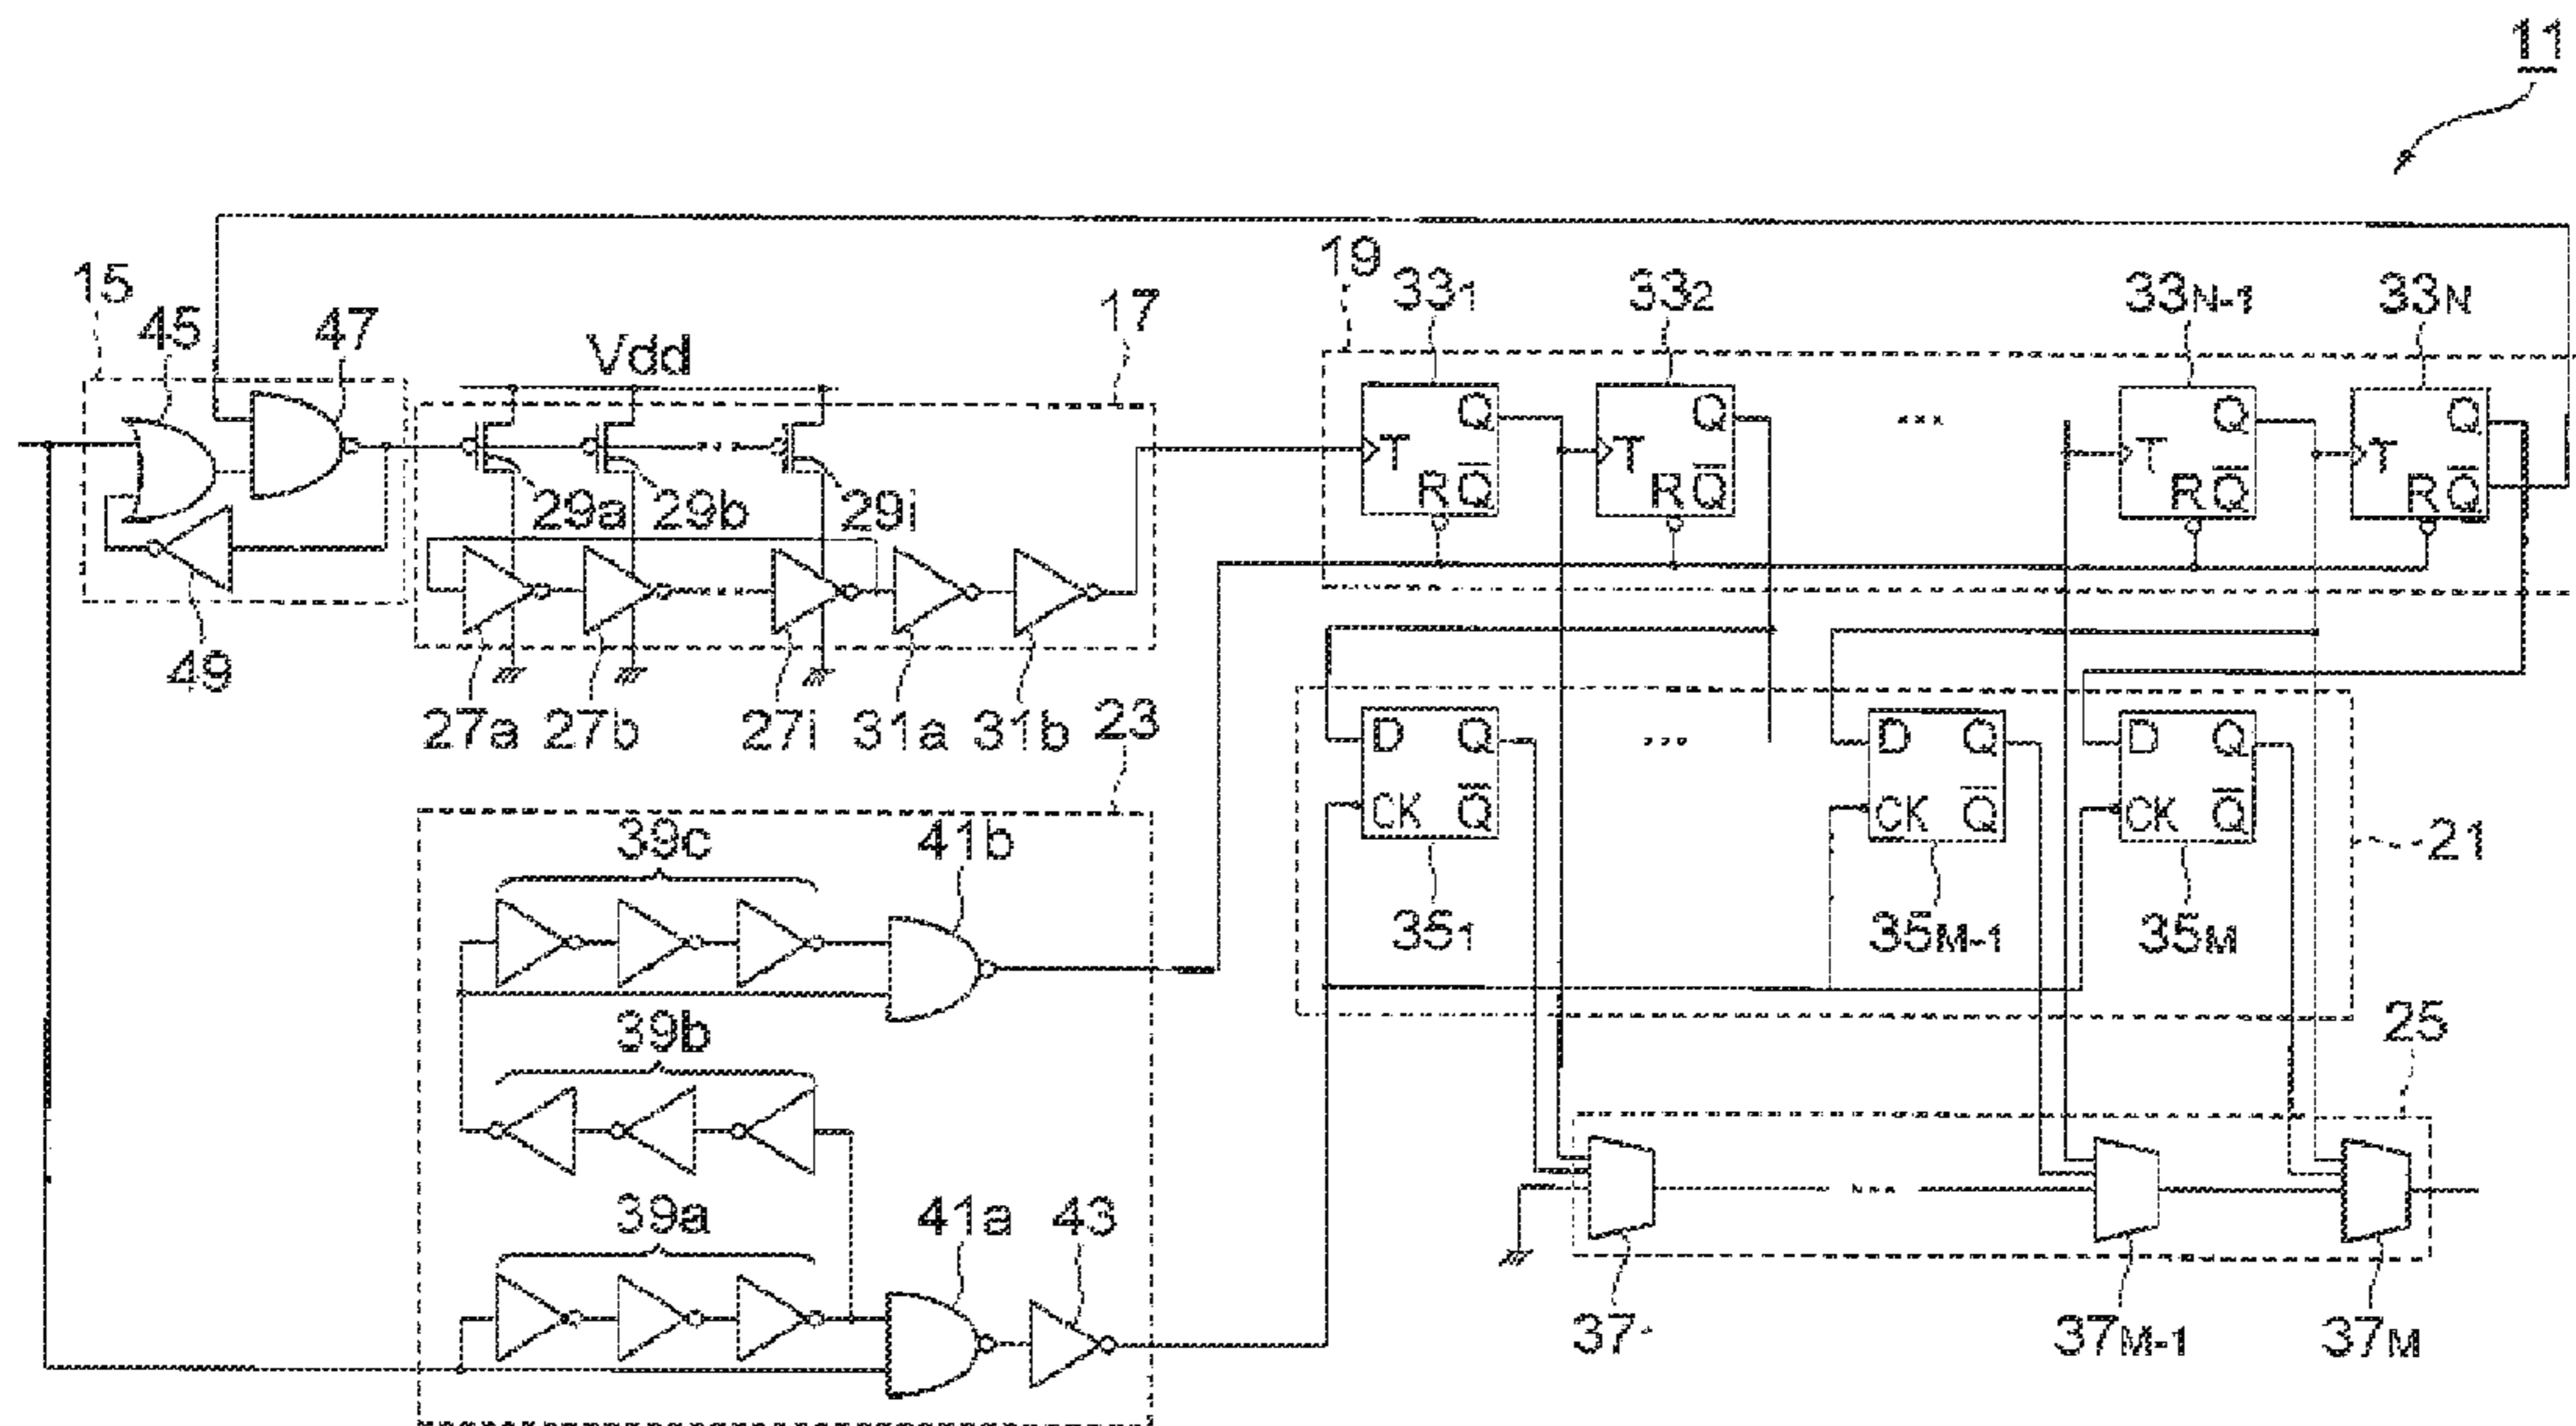 11
15
45
47
Vdd
17
19
33₁
33₂
33N-1
33N
Q
T
R Q̅
Q
T
R Q̅
...
Q
T
R Q̅
Q
T
R Q̅
29a
29b
29i
49
27a
27b
27i
31a
31b
23
D Q
CK Q̅
...
D Q
CK Q̅
D Q
CK Q̅
21
35₁
35M-1
35M
39c
41b
39b
25
39a
41a
43
37
37M-1
37M